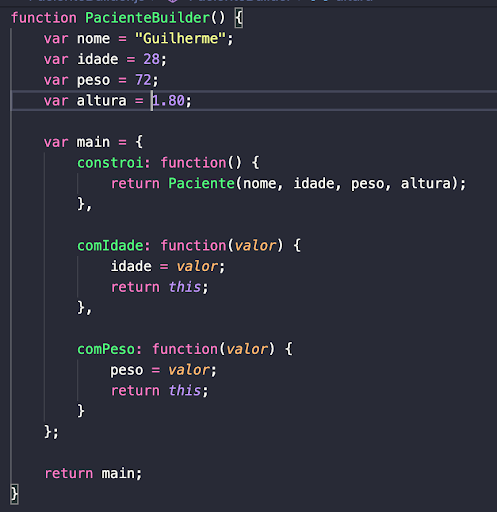 function PacienteBuilder() {
    var nome = "Guilherme";
    var idade = 28;
    var peso = 72;
    var altura = 1.80;

    var main = {
        constroi: function() {
            return Paciente(nome, idade, peso, altura);
        },

        comIdade: function(valor) {
            idade = valor;
            return this;
        },

        comPeso: function(valor) {
            peso = valor;
            return this;
        }
    };

    return main;
}